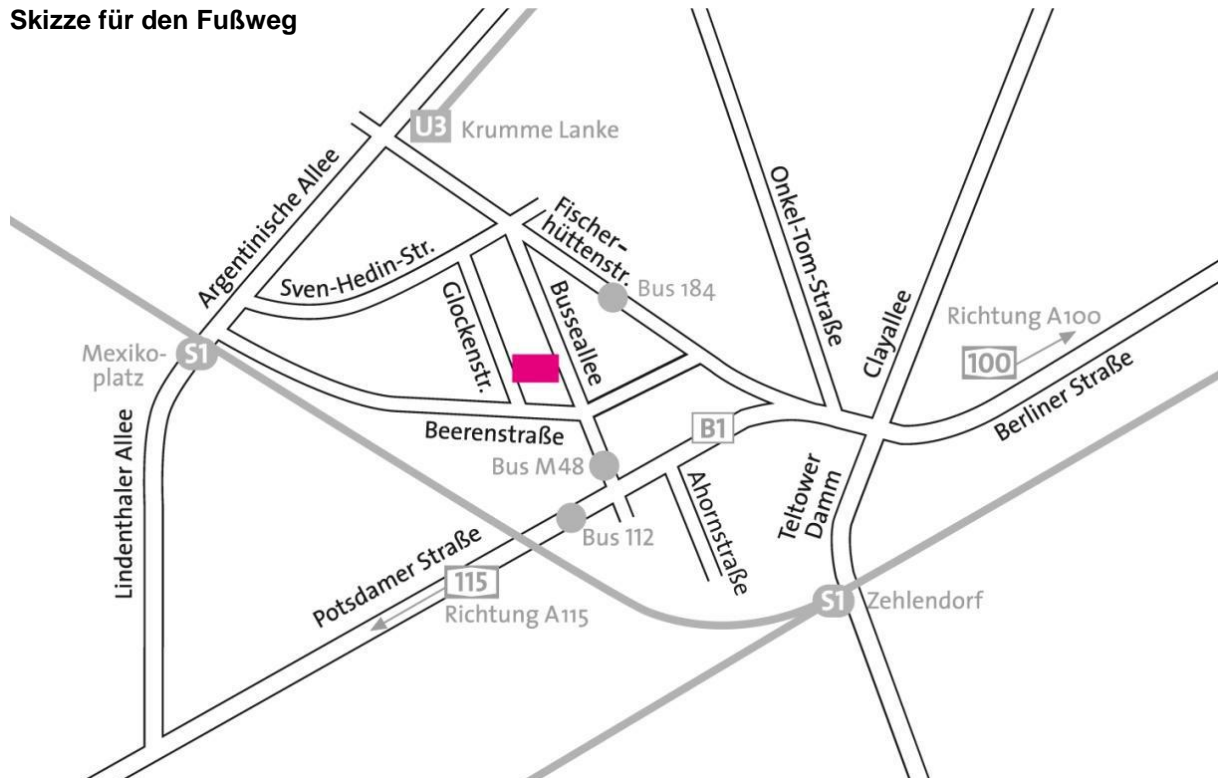 Skizze für den Fußweg
U3 Krumme Lanke
Argentinische Allee
Fischer-
hüttenstr.
Onkel-Tom-Straße
Sven-Hedin-Str.
Bus 184
Clayallee
Glockenstr.
Busseallee
Richtung A100
100
Mexiko-
platz
S1
Berliner Straße
Beerenstraße
B1
Lindenthaler Allee
Bus M48
Ahornstraße
Teltower
Damm
Bus 112
Potsdamer Straße
115
Richtung A115
S1 Zehlendorf